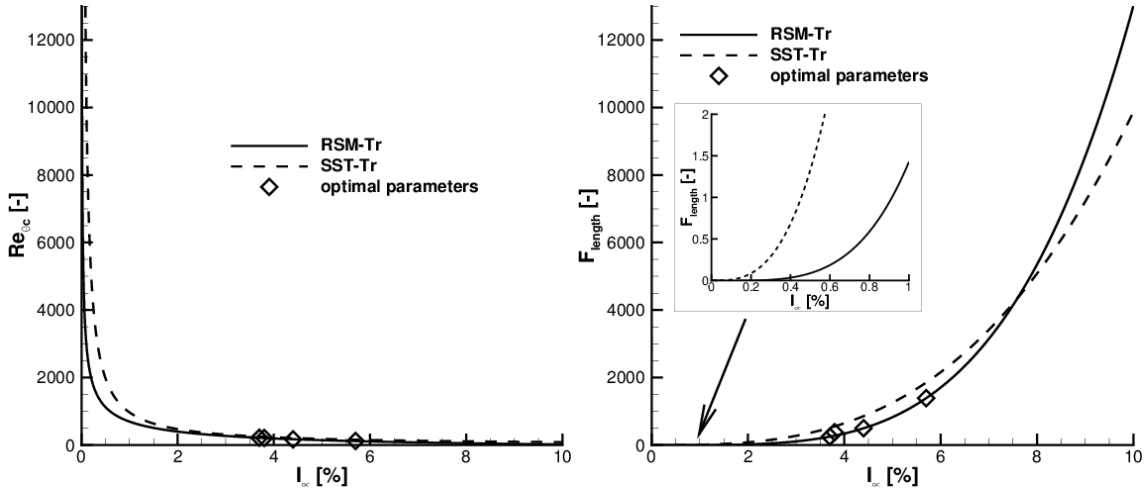 12000
10000
8000
6000
4000
2000
0
Re_θc [-]
RSM-Tr
SST-Tr
optimal parameters
0 2 4 6 8 10
I_∞ [%]
12000
10000
8000
6000
4000
2000
0
F_length [-]
RSM-Tr
SST-Tr
optimal parameters
2
1.5
1
0.5
0
F_length [-]
0 0.2 0.4 0.6 0.8 1
I_∞ [%]
0 2 4 6 8 10
I_∞ [%]